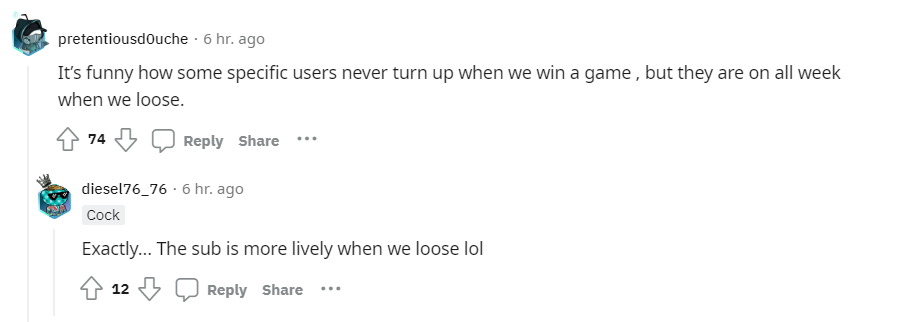 pretentiousd0uche · 6 hr. ago
It’s funny how some specific users never turn up when we win a game , but they are on all week
when we loose.
74 Reply Share ···
diesel76_76 · 6 hr. ago
Cock
Exactly... The sub is more lively when we loose lol
12 Reply Share ···